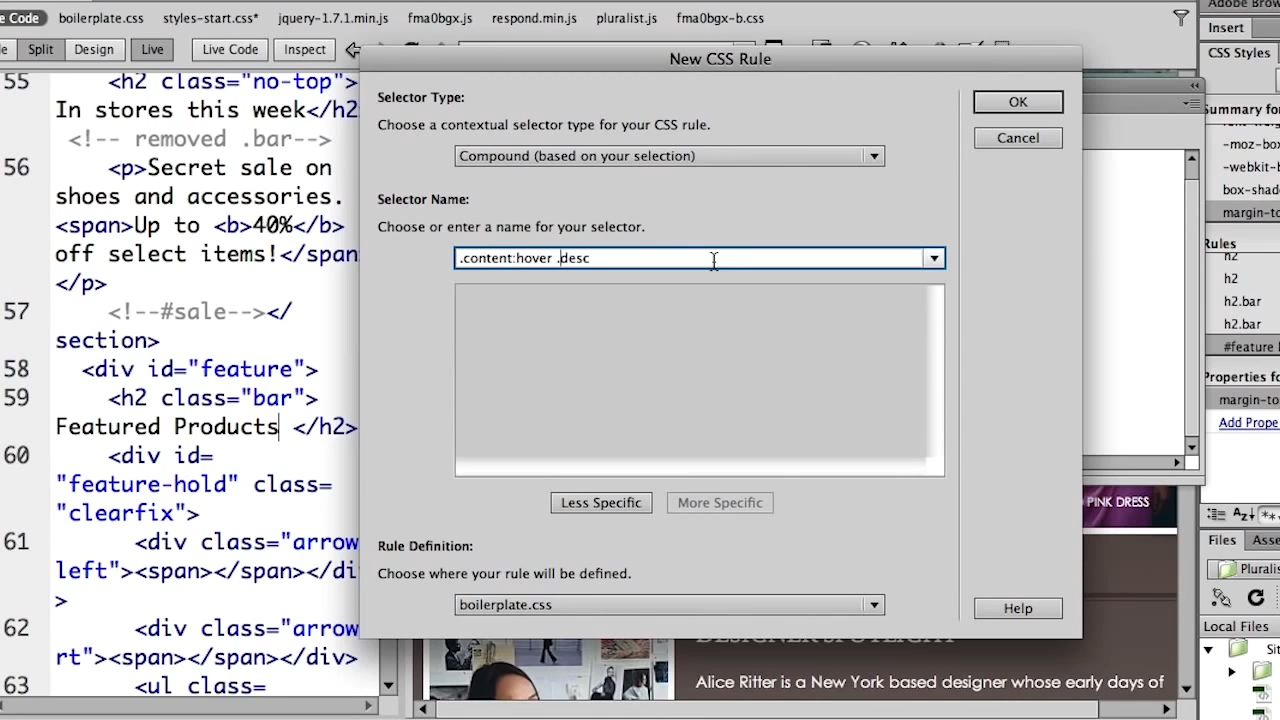 e Code
boilerplate.css
styles-start.css*
jquery-1.7.1.min.js
fma0bgx.js
respond.min.js
pluralist.js
fma0bgx-b.css
Split
Design
Live
Live Code
Inspect
55
<h2 class="no-top">
In stores this week</h2
<!-- removed .bar-->
56
<p>Secret sale on
shoes and accessories.
<span>Up to <b>40%</b>
off select items!</span
</p>
57
<!--#sale--></
section>
58
<div id="feature">
59
<h2 class="bar">
Featured Products </h2>
60
<div id=
"feature-hold" class=
"clearfix">
61
<div class="arrow
left"><span></span></di
>
62
<div class="arrow
rt"><span></span></div>
63
<ul class=
New CSS Rule
Selector Type:
Choose a contextual selector type for your CSS rule.
Compound (based on your selection)
Selector Name:
Choose or enter a name for your selector.
.content:hover .desc
Less Specific
More Specific
Rule Definition:
Choose where your rule will be defined.
boilerplate.css
OK
Cancel
Help
PINK DRESS
DESIGNER SPOTLIGHT
Alice Ritter is a New York based designer whose early days of
Adobe Brow
Insert
CSS Styles
Summary for
-moz-box
-webkit-b
box-shad
margin-to
Rules
h2
h2
h2.bar
h2.bar
#feature
Properties fo
margin-to
Add Prope
Files
Asse
Pluralis
Local Files
Sit